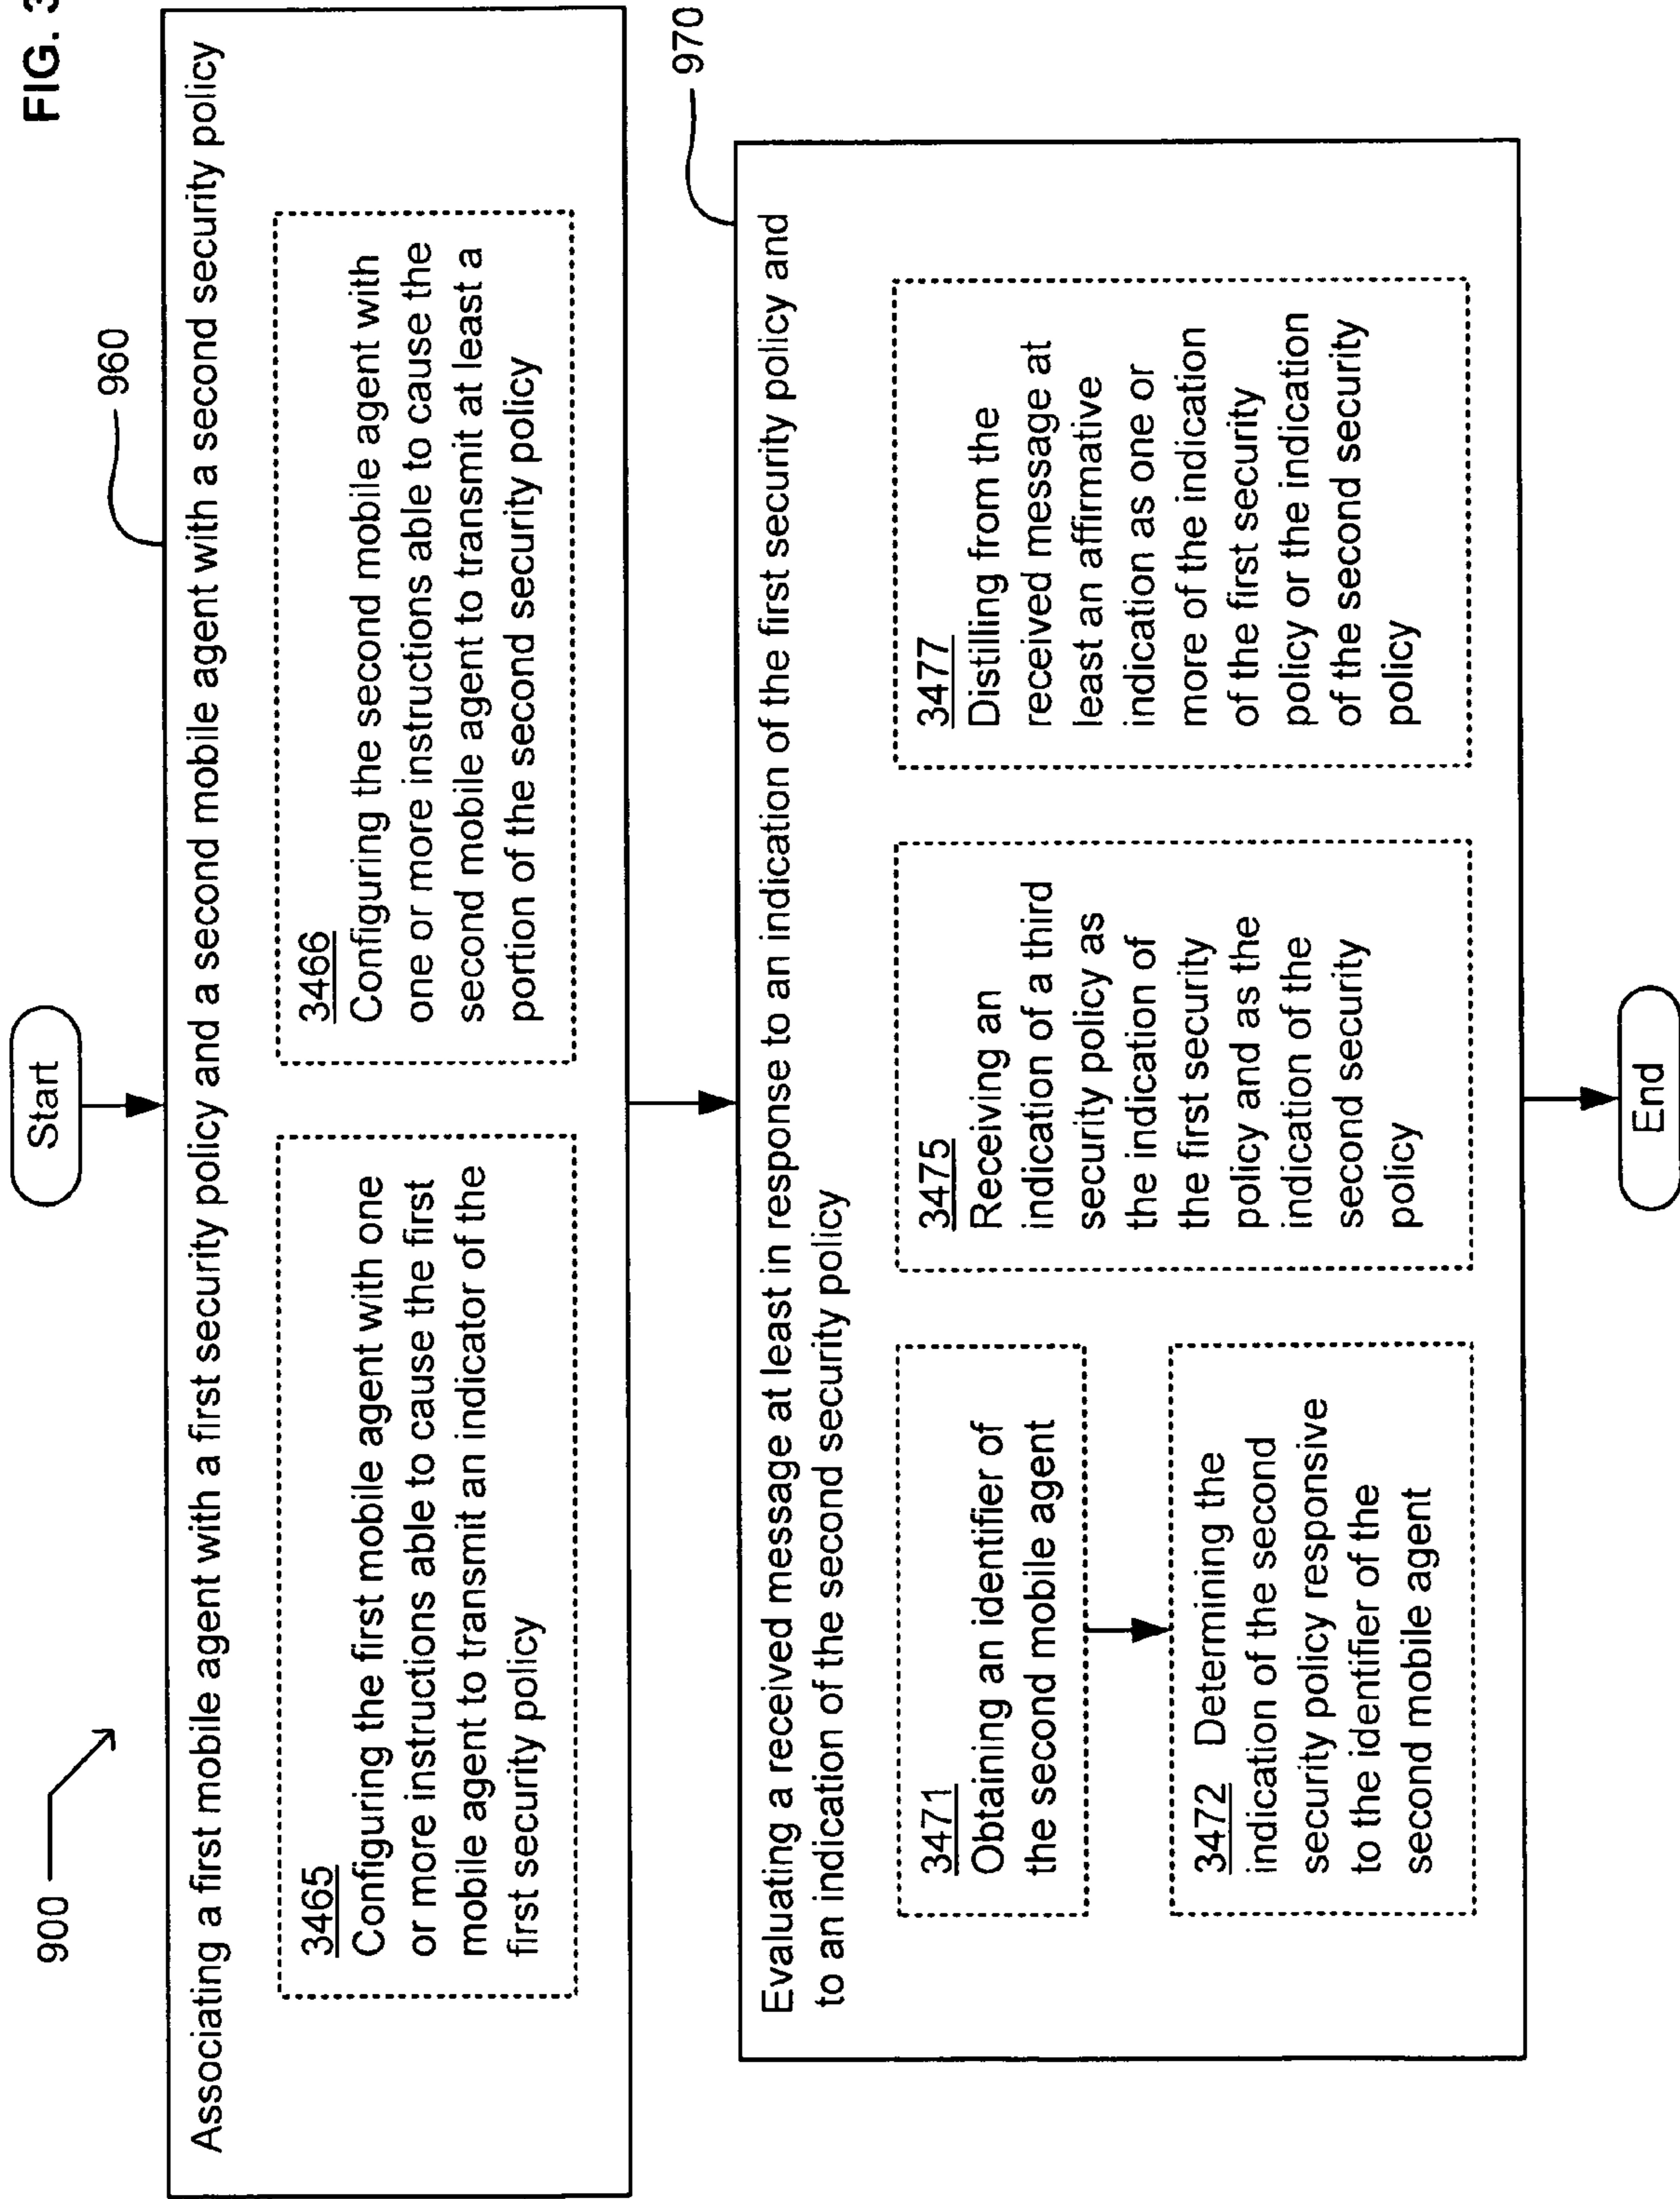 FIG. 3
900
Start
960
Associating a first mobile agent with a first security policy and a second mobile agent with a second security policy
3465
Configuring the first mobile agent with one
or more instructions able to cause the first
mobile agent to transmit an indicator of the
first security policy
3466
Configuring the second mobile agent with
one or more instructions able to cause the
second mobile agent to transmit at least a
portion of the second security policy
970
Evaluating a received message at least in response to an indication of the first security policy and
to an indication of the second security policy
3471
Obtaining an identifier of
the second mobile agent
3472 Determining the
indication of the second
security policy responsive
to the identifier of the
second mobile agent
3475
Receiving an
indication of a third
security policy as
the indication of
the first security
policy and as the
indication of the
second security
policy
3477
Distilling from the
received message at
least an affirmative
indication as one or
more of the indication
of the first security
policy or the indication
of the second security
policy
End